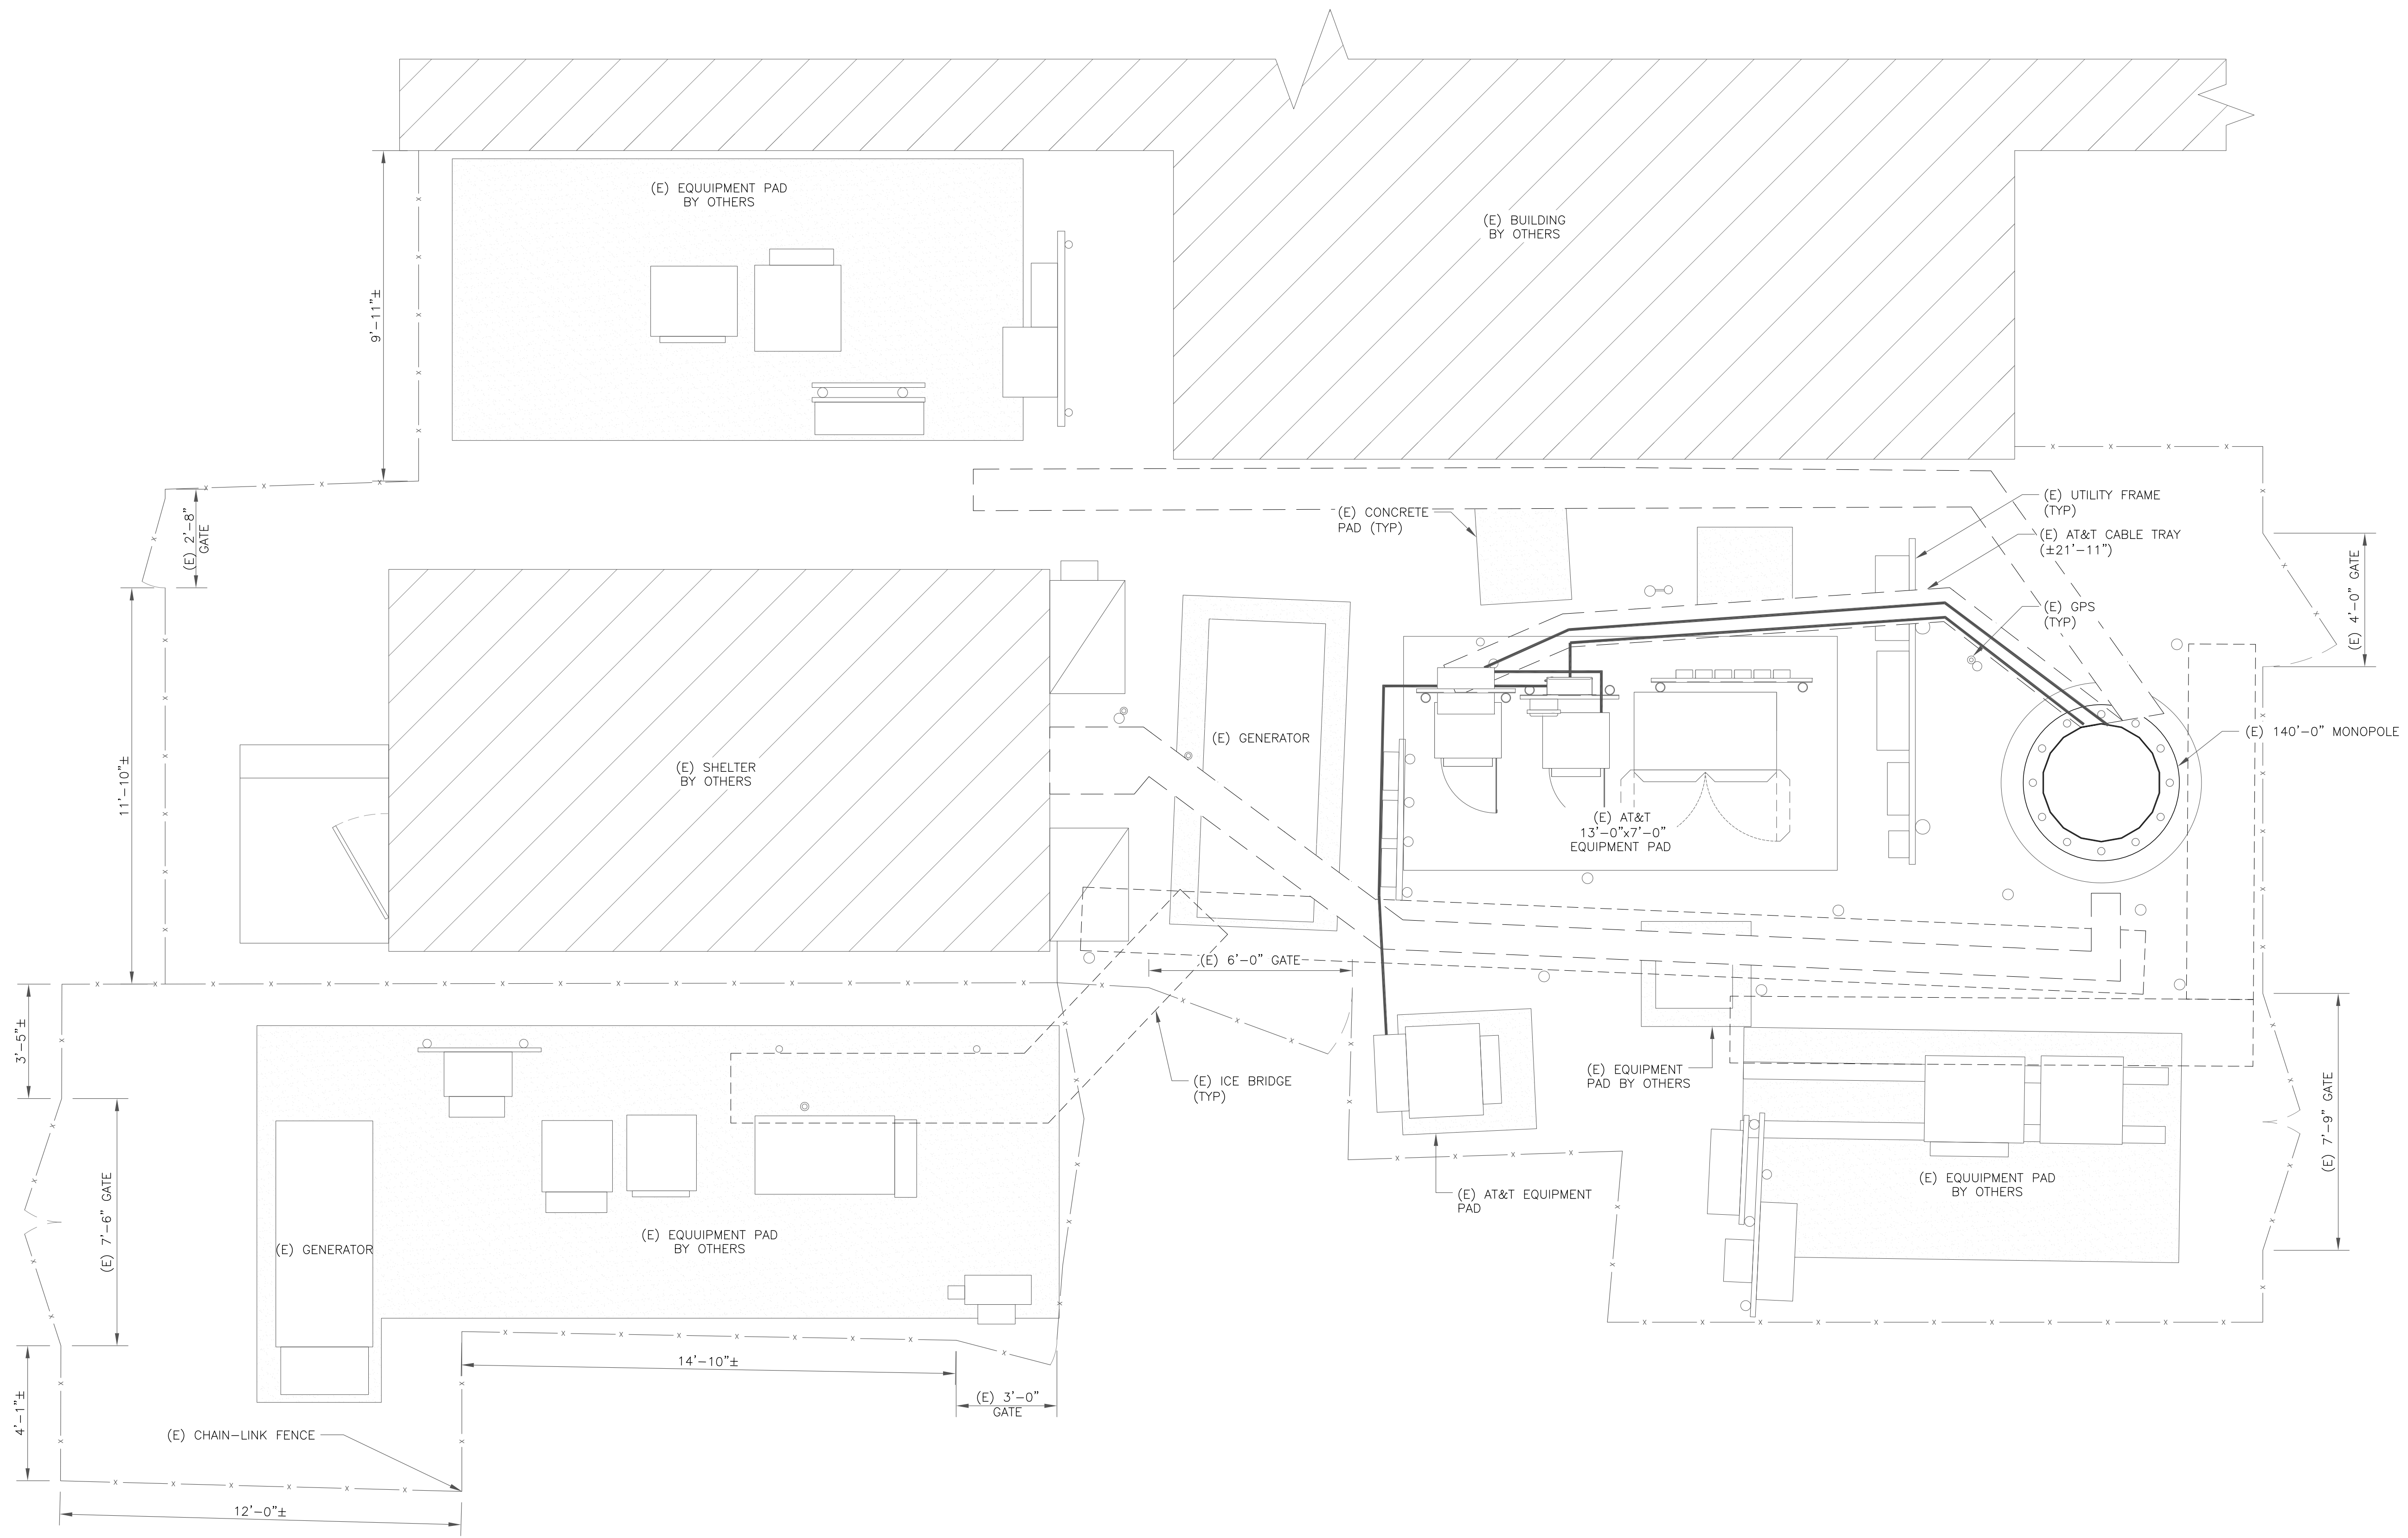 (E) EQUUIPMENT PAD
BY OTHERS
(E) BUILDING
BY OTHERS
9'-11"±
(E) 2'-8"
GATE
(E) CONCRETE
PAD (TYP)
(E) UTILITY FRAME
(TYP)
(E) AT&T CABLE TRAY
(±21'-11")
(E) GPS
(TYP)
(E) 4'-0" GATE
(E) 140'-0" MONOPOLE
(E) GENERATOR
(E) SHELTER
BY OTHERS
11'-10"±
(E) AT&T
13'-0"x7'-0"
EQUIPMENT PAD
(E) 6'-0" GATE
3'-5"±
(E) ICE BRIDGE
(TYP)
(E) EQUIPMENT
PAD BY OTHERS
(E) 7'-9" GATE
(E) EQUUIPMENT PAD
BY OTHERS
(E) AT&T EQUIPMENT
PAD
(E) 7'-6" GATE
(E) GENERATOR
(E) EQUUIPMENT PAD
BY OTHERS
14'-10"±
(E) 3'-0"
GATE
4'-1"±
(E) CHAIN-LINK FENCE
12'-0"±